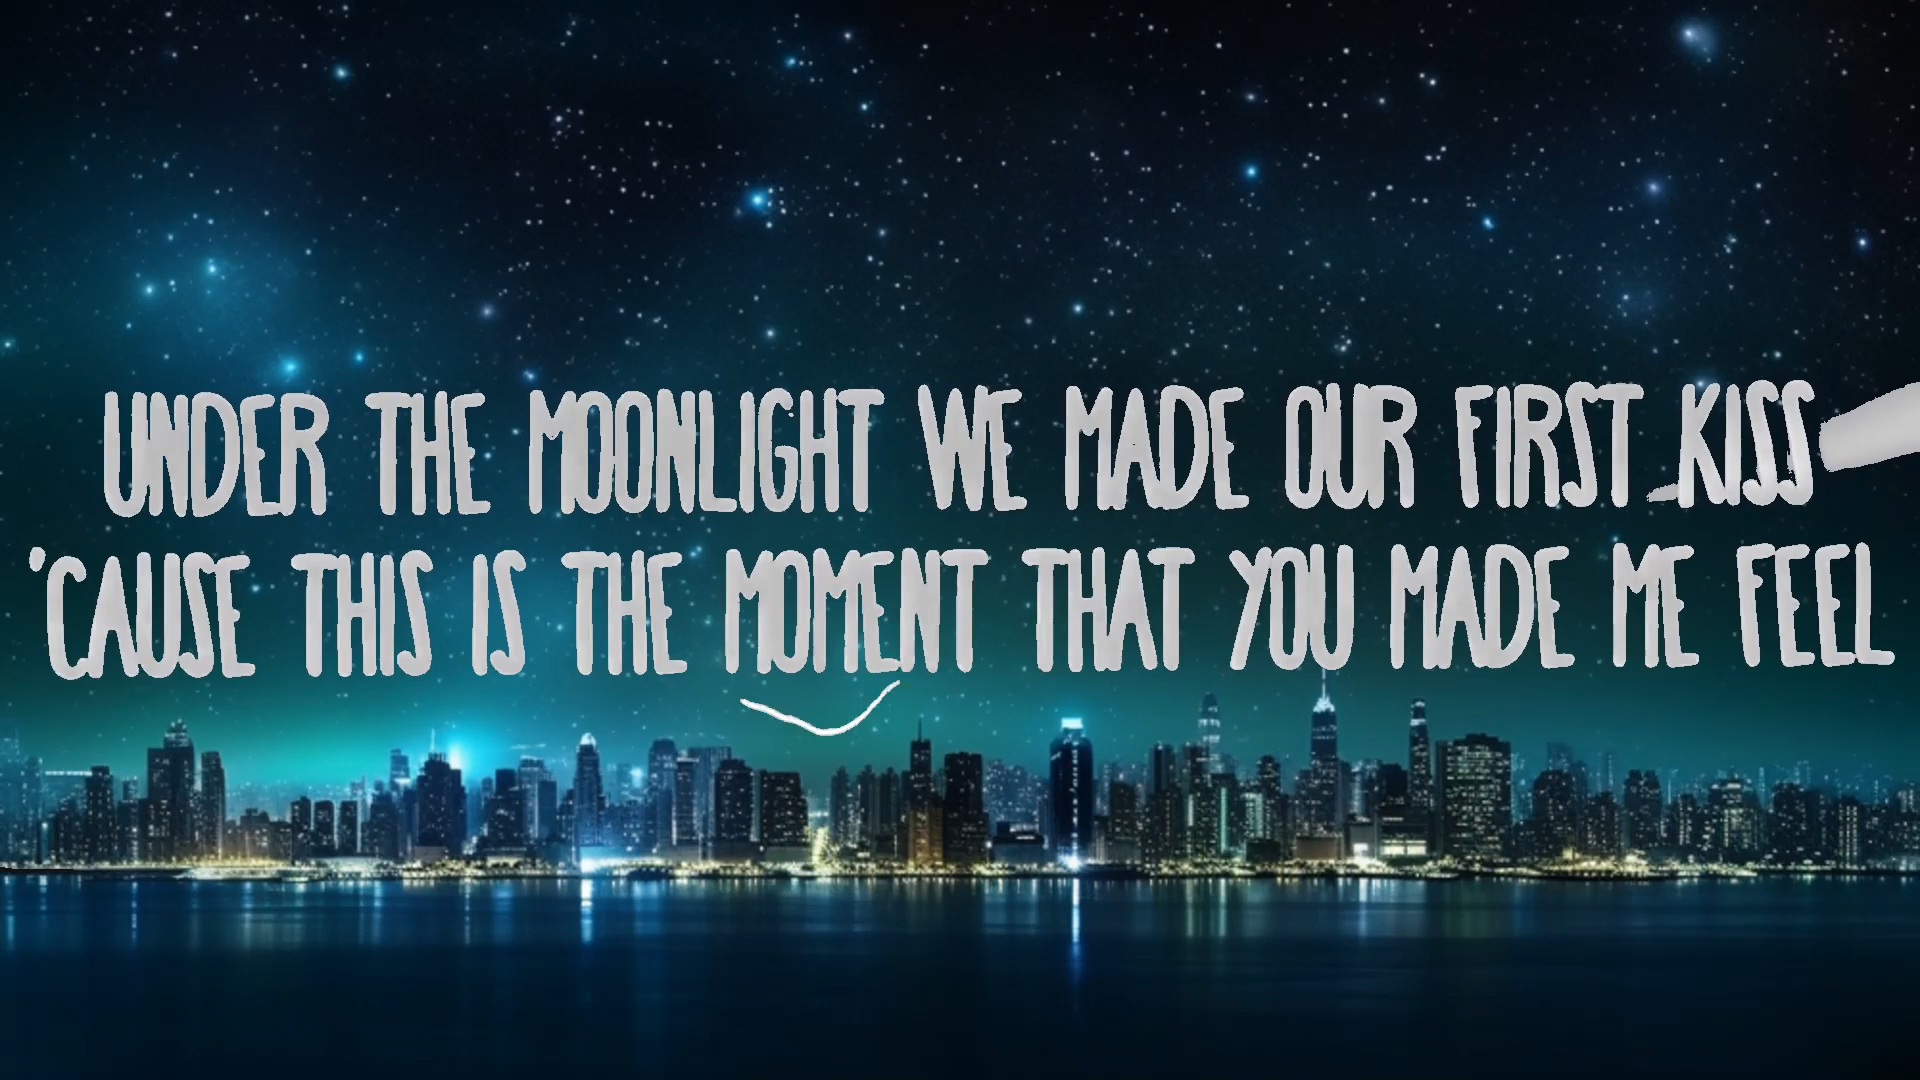 UNDER THE MOONLIGHT WE MADE OUR FIRST KISS
'CAUSE THIS IS THE MOMENT THAT YOU MADE ME FEEL